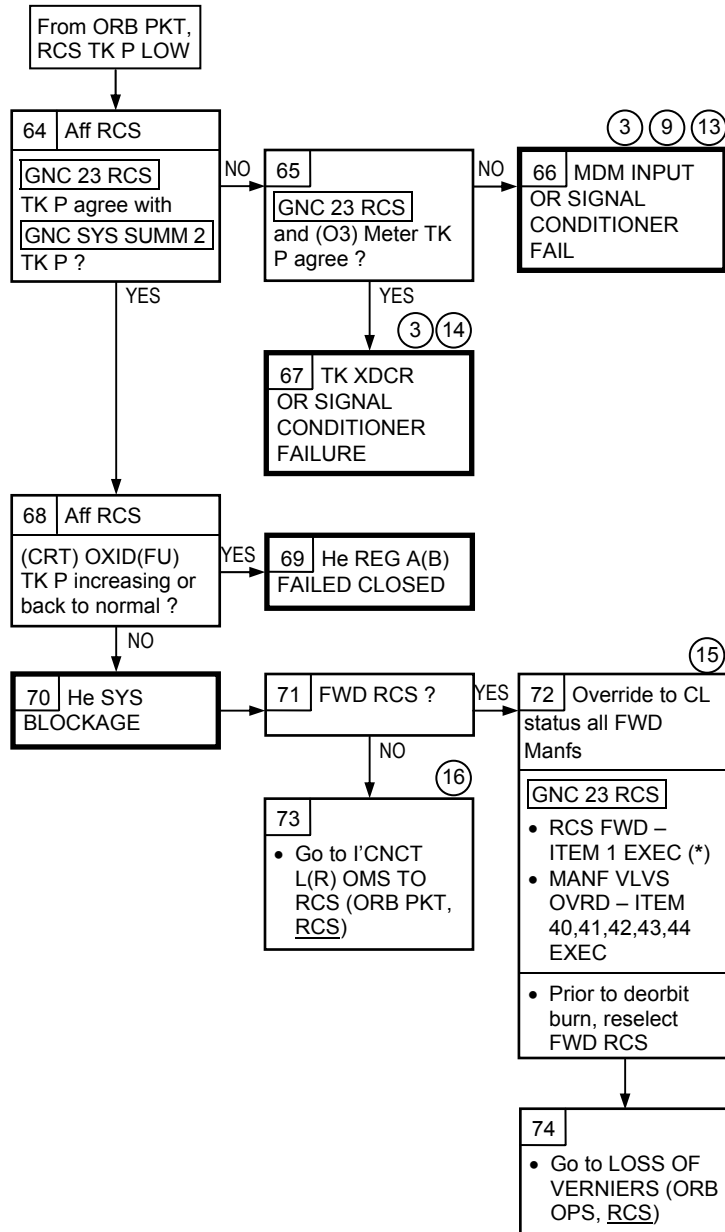 From ORB PKT,
RCS TK P LOW
64 Aff RCS
GNC 23 RCS
TK P agree with
GNC SYS SUMM 2
TK P ?
NO
YES
65
GNC 23 RCS
and (O3) Meter TK
P agree ?
NO
YES
3 9 13
66 MDM INPUT
OR SIGNAL
CONDITIONER
FAIL
3 14
67 TK XDCR
OR SIGNAL
CONDITIONER
FAILURE
68 Aff RCS
(CRT) OXID(FU)
TK P increasing or
back to normal ?
YES
NO
69 He REG A(B)
FAILED CLOSED
70 He SYS
BLOCKAGE
71 FWD RCS ?
YES
NO
15
72 Override to CL
status all FWD
Manfs
GNC 23 RCS
• RCS FWD –
ITEM 1 EXEC (*)
• MANF VLVS
OVRD – ITEM
40,41,42,43,44
EXEC
• Prior to deorbit
burn, reselect
FWD RCS
16
73
• Go to I'CNCT
L(R) OMS TO
RCS (ORB PKT,
RCS)
74
• Go to LOSS OF
VERNIERS (ORB
OPS, RCS)